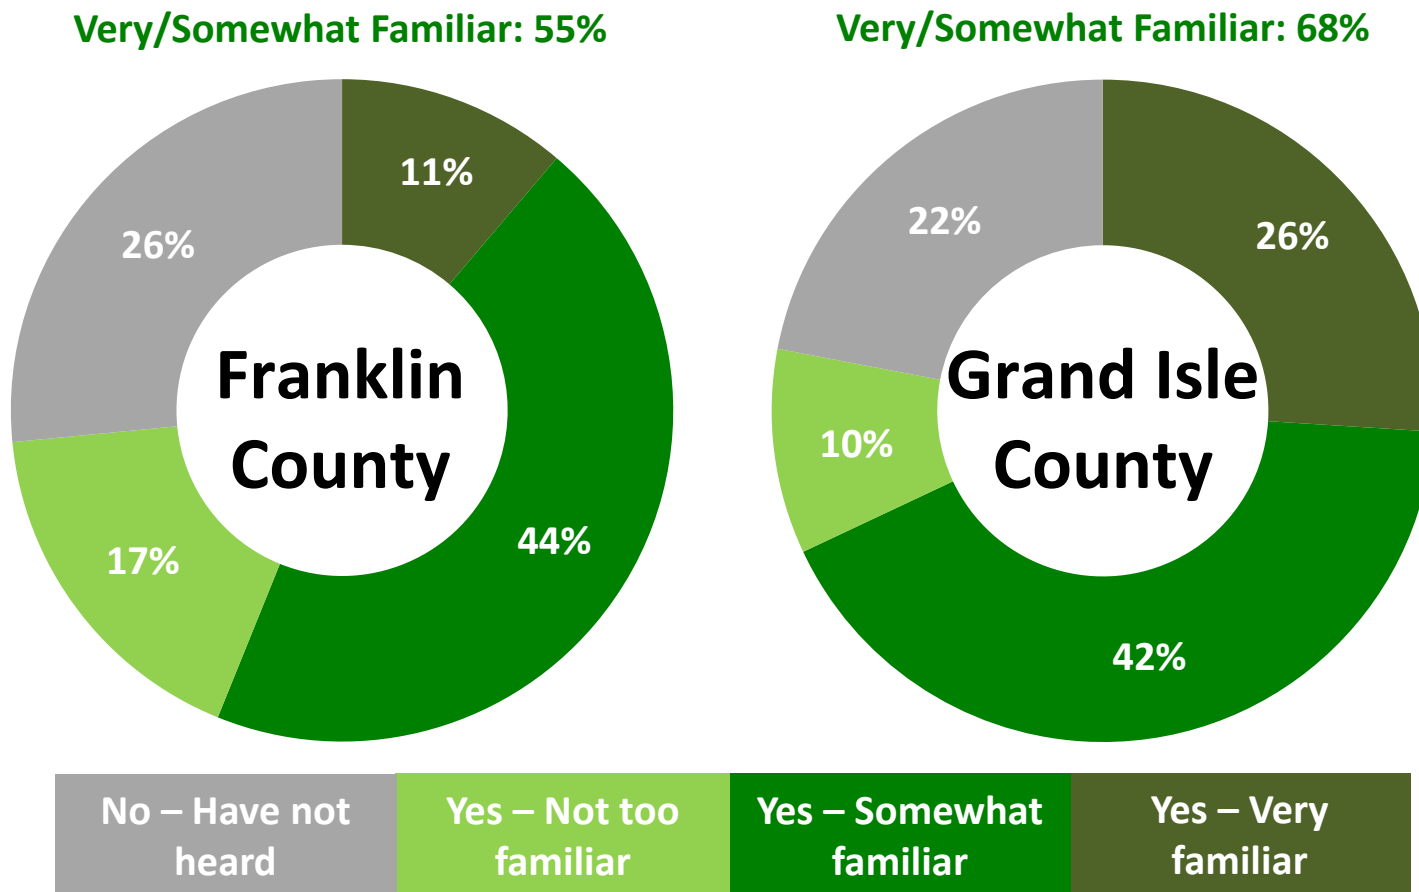 Very/Somewhat Familiar: 55%
11%
26%
Franklin
County
44%
17%
Very/Somewhat Familiar: 68%
22%
26%
Grand Isle
County
10%
42%
No – Have not
heard
Yes – Not too
familiar
Yes – Somewhat
familiar
Yes – Very
familiar